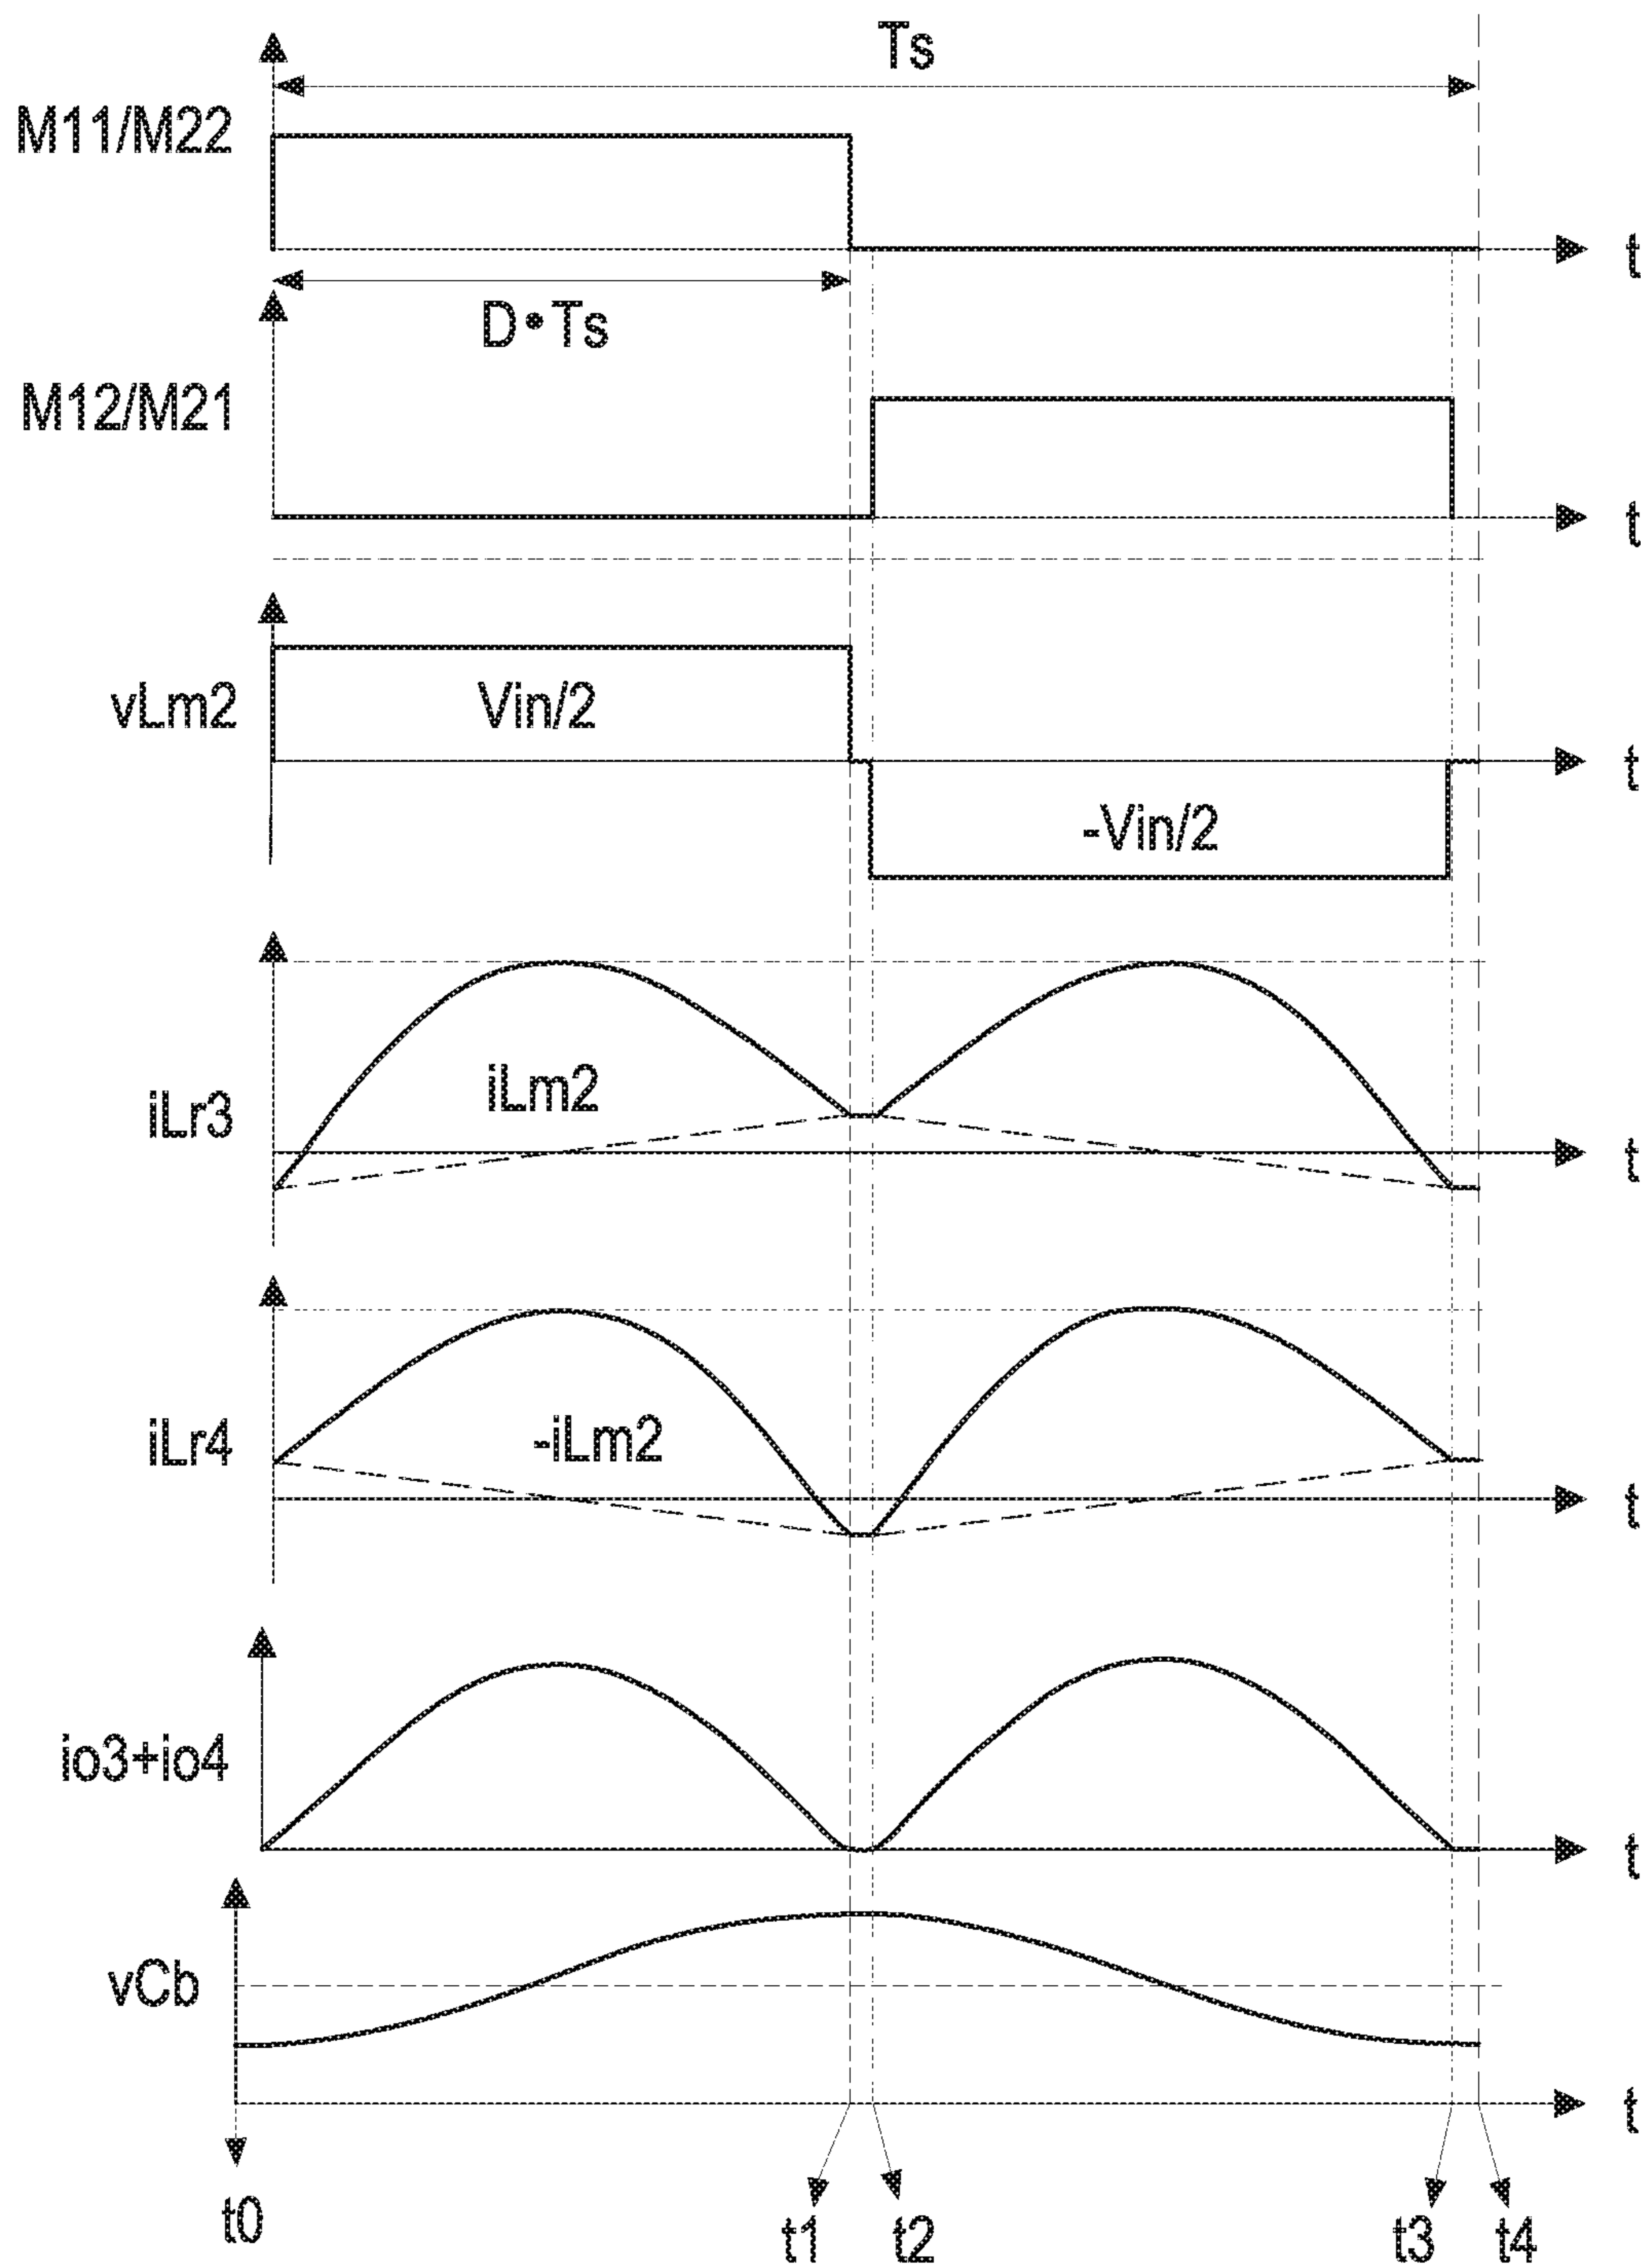 Ts
M11/M22
t
D•Ts
M12/M21
t
vLm2
Vin/2
t
-Vin/2
iLr3
iLm2
t
iLr4
-iLm2
t
io3+io4
t
vCb
t
t0
t1
t2
t3
t4